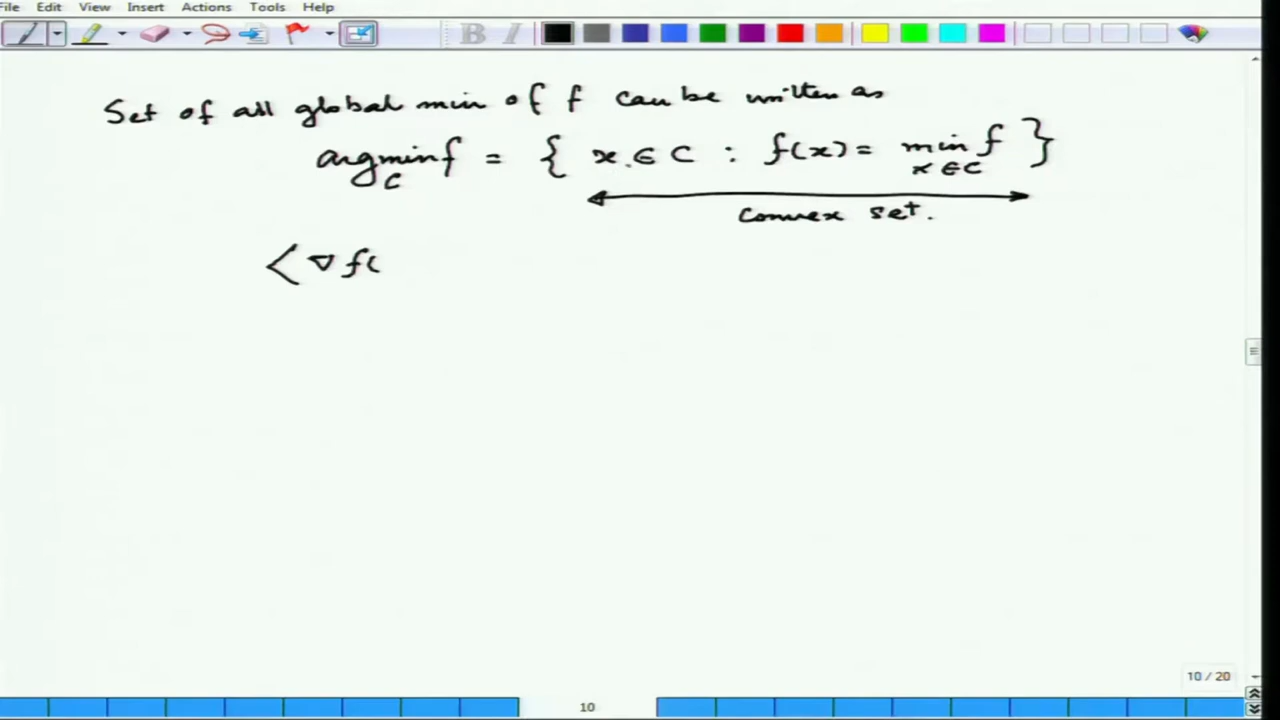 File Edit View Insert Actions Tools Help
B I
Set of all global min of f can be written as
argmin f = { x ∈ C : f(x) = min f }
C x ∈ C
convex set.
⟨ ∇ f(
10 / 20
10